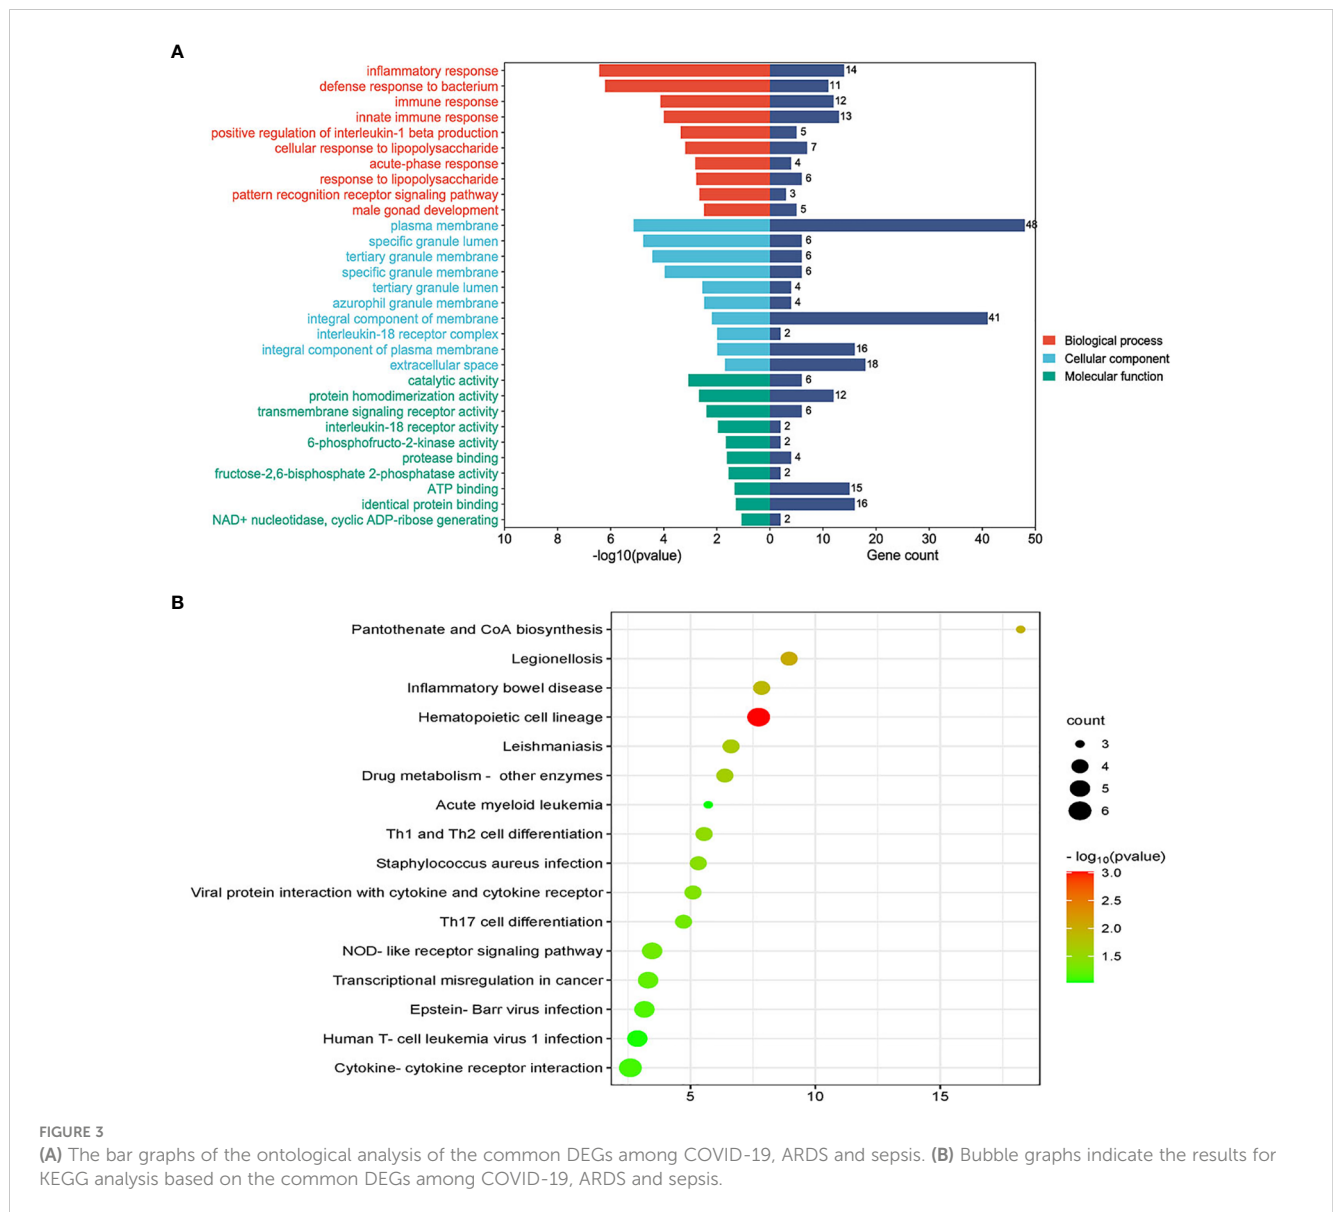 A
inflammatory response 14
defense response to bacterium 11
immune response 12
innate immune response 13
positive regulation of interleukin-1 beta production 5
cellular response to lipopolysaccharide 7
acute-phase response 4
response to lipopolysaccharide 6
pattern recognition receptor signaling pathway 3
male gonad development 5
plasma membrane 48
specific granule lumen 6
tertiary granule membrane 6
specific granule membrane 6
tertiary granule lumen 4
azurophil granule membrane 4
integral component of membrane 41
interleukin-18 receptor complex 2
integral component of plasma membrane 16
extracellular space 18
catalytic activity 6
protein homodimerization activity 12
transmembrane signaling receptor activity 6
interleukin-18 receptor activity 2
6-phosphofructo-2-kinase activity 2
protease binding 4
fructose-2,6-bisphosphate 2-phosphatase activity 2
ATP binding 15
identical protein binding 16
NAD+ nucleotidase, cyclic ADP-ribose generating 2
10 8 6 4 2 0 10 20 30 40 50
-log10(pvalue) Gene count
Biological process
Cellular component
Molecular function
B
Pantothenate and CoA biosynthesis
Legionellosis
Inflammatory bowel disease
Hematopoietic cell lineage
Leishmaniasis
Drug metabolism - other enzymes
Acute myeloid leukemia
Th1 and Th2 cell differentiation
Staphylococcus aureus infection
Viral protein interaction with cytokine and cytokine receptor
Th17 cell differentiation
NOD- like receptor signaling pathway
Transcriptional misregulation in cancer
Epstein- Barr virus infection
Human T- cell leukemia virus 1 infection
Cytokine- cytokine receptor interaction
5 10 15
count
3
4
5
6
- log10(pvalue)
3.0
2.5
2.0
1.5
FIGURE 3
(A) The bar graphs of the ontological analysis of the common DEGs among COVID-19, ARDS and sepsis. (B) Bubble graphs indicate the results for
KEGG analysis based on the common DEGs among COVID-19, ARDS and sepsis.